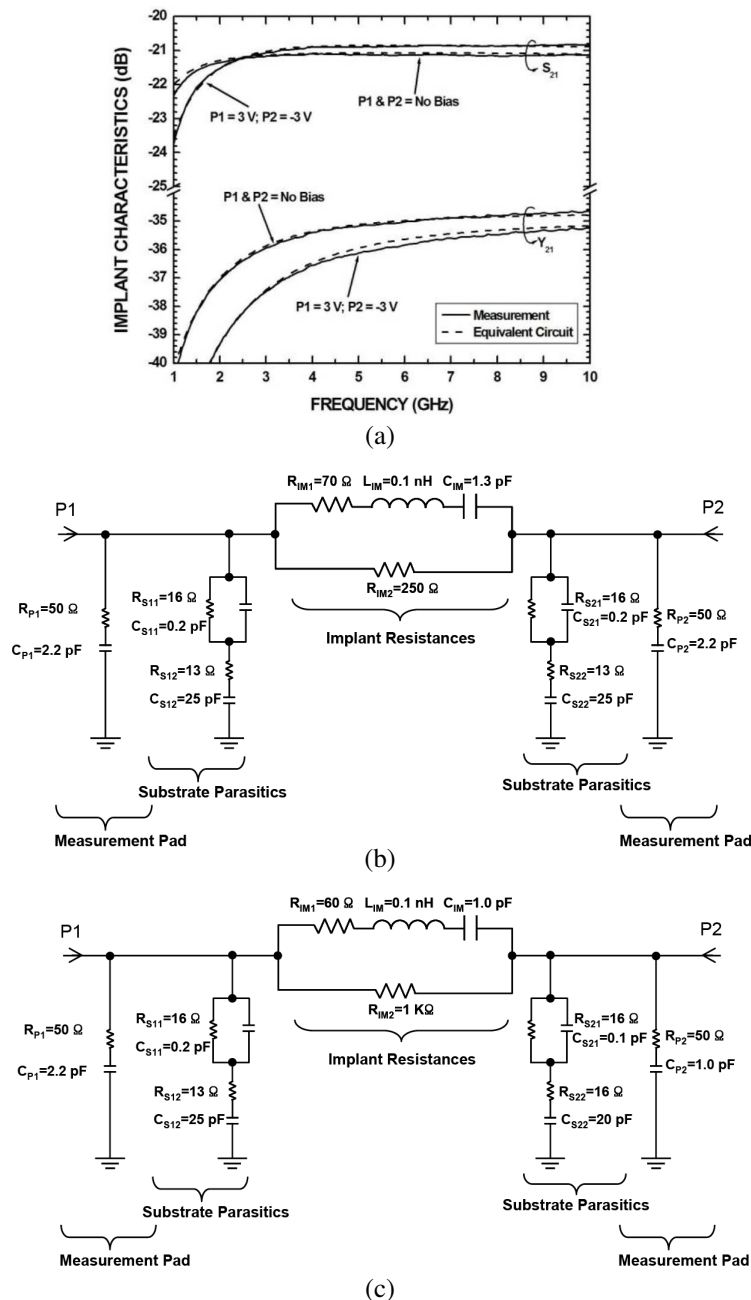 IMPLANT CHARACTERISTICS (dB)
-20
-21
-22
-23
-24
-25
-35
-36
-37
-38
-39
-40
S21
P1 & P2 = No Bias
P1 = 3 V; P2 = -3 V
P1 & P2 = No Bias
Y21
P1 = 3 V; P2 = -3 V
Measurement
Equivalent Circuit
1 2 3 4 5 6 7 8 9 10
FREQUENCY (GHz)
(a)
RIM1=70 Ω LIM=0.1 nH CIM=1.3 pF
P1 P2
RIM2=250 Ω
Implant Resistances
RP1=50 Ω
CP1=2.2 pF
RS11=16 Ω
CS11=0.2 pF
RS12=13 Ω
CS12=25 pF
RS21=16 Ω
CS21=0.2 pF
RS22=13 Ω
CS22=25 pF
RP2=50 Ω
CP2=2.2 pF
Substrate Parasitics Substrate Parasitics
Measurement Pad Measurement Pad
(b)
RIM1=60 Ω LIM=0.1 nH CIM=1.0 pF
P1 P2
RIM2=1 KΩ
Implant Resistances
RP1=50 Ω
CP1=2.2 pF
RS11=16 Ω
CS11=0.2 pF
RS12=13 Ω
CS12=25 pF
RS21=16 Ω
CS21=0.1 pF
RS22=16 Ω
CS22=20 pF
RP2=50 Ω
CP2=1.0 pF
Substrate Parasitics Substrate Parasitics
Measurement Pad Measurement Pad
(c)